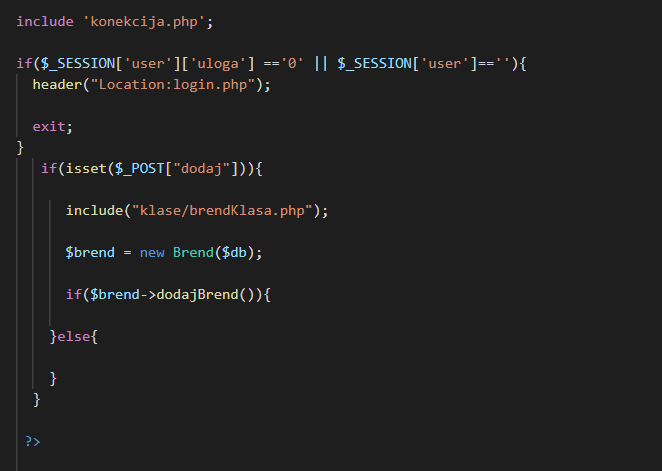 include 'konekcija.php';
if($_SESSION['user']['uloga'] =='0' || $_SESSION['user']==''){
header("Location:login.php");
exit;
}
if(isset($_POST["dodaj"])){
include("klase/brendKlasa.php");
$brend = new Brend($db);
if($brend->dodajBrend()){
}else{
}
}
?>